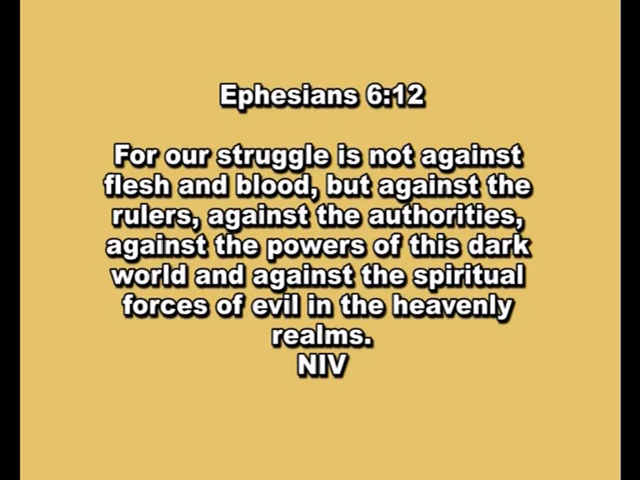 Ephesians 6:12
For our struggle is not against
flesh and blood, but against the
rulers, against the authorities,
against the powers of this dark
world and against the spiritual
forces of evil in the heavenly
realms.
NIV